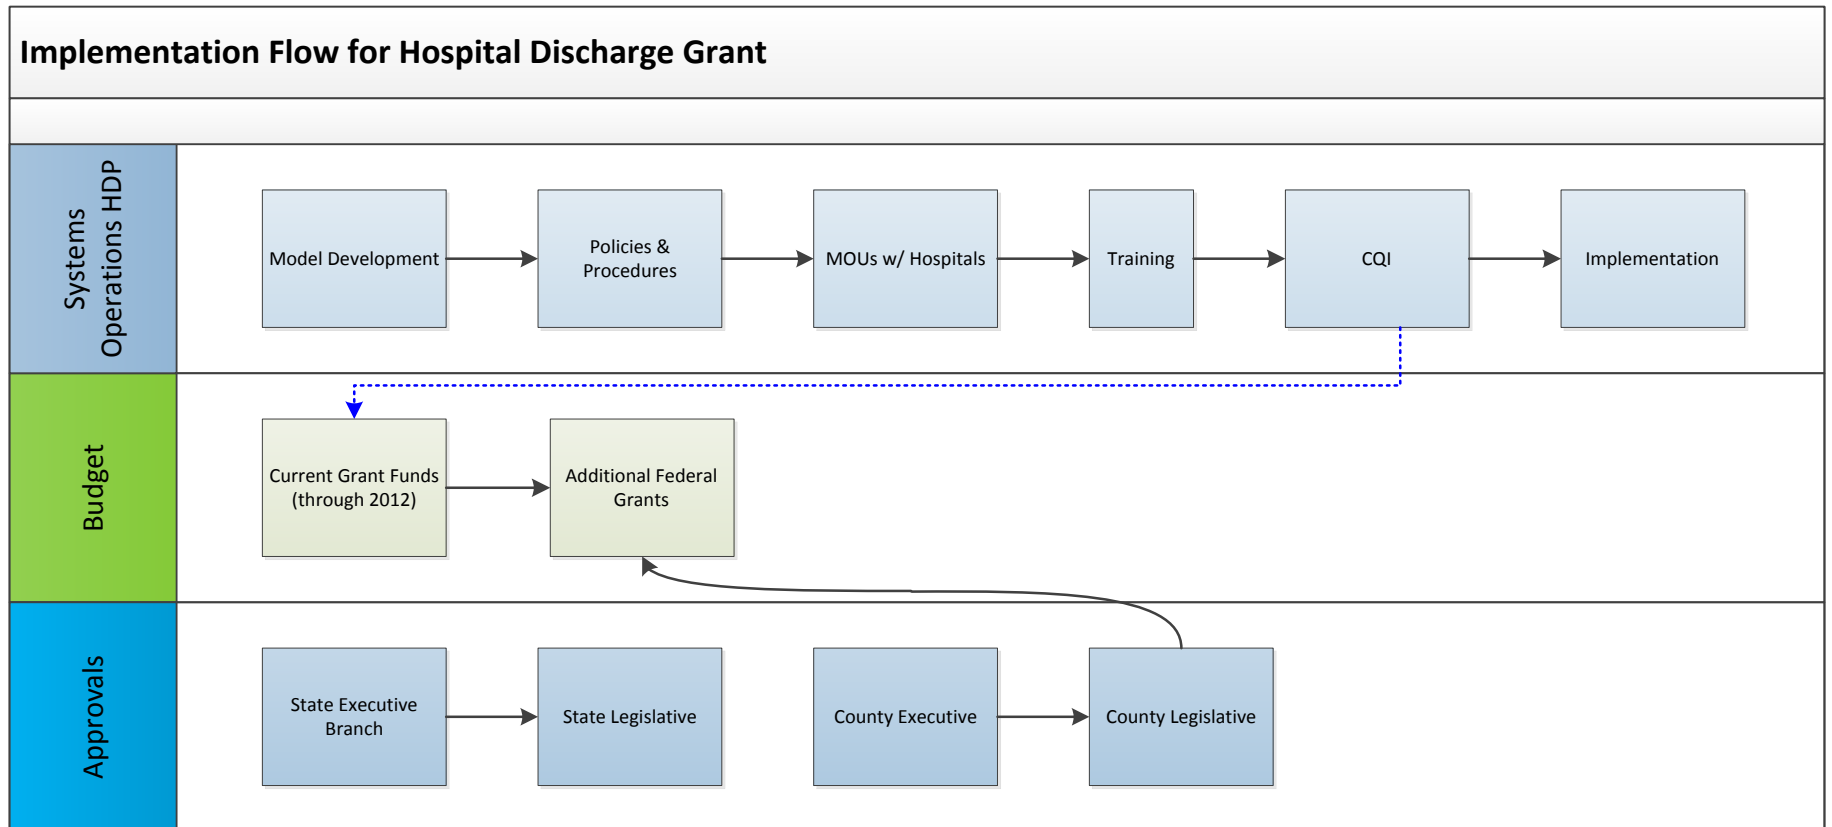 Implementation Flow for Hospital Discharge Grant
Systems
Operations HDP
Model Development
Policies &
Procedures
MOUs w/ Hospitals
Training
CQI
Implementation
Budget
Current Grant Funds
(through 2012)
Additional Federal
Grants
Approvals
State Executive
Branch
State Legislative
County Executive
County Legislative